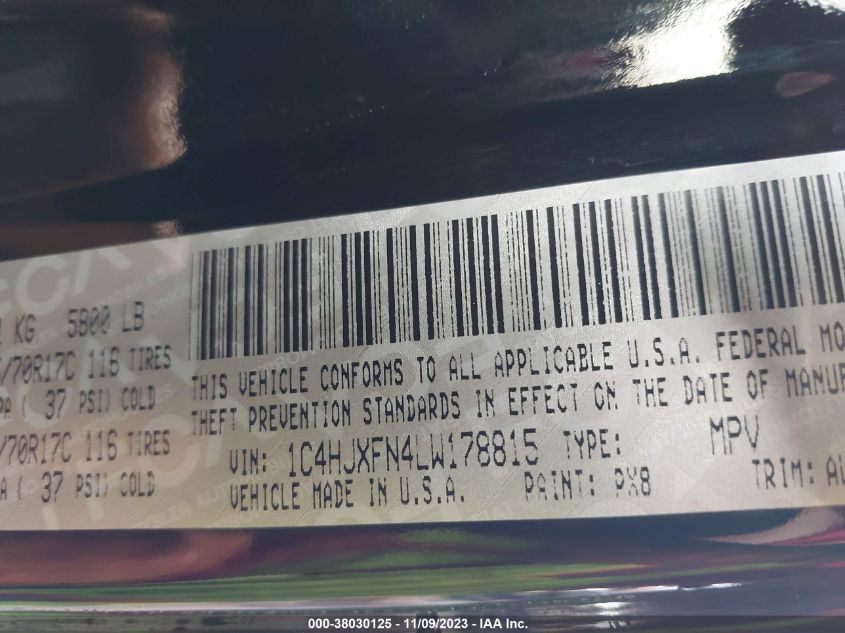 KG 5800 LB
/70R17C 116 TIRES
( 37 PSI) COLD
/70R17C 116 TIRES
( 37 PSI) COLD
THIS VEHICLE CONFORMS TO ALL APPLICABLE U.S.A. FEDERAL MO
THEFT PREVENTION STANDARDS IN EFFECT ON THE DATE OF MANUF
VIN: 1C4HJXFN4LW178815 TYPE: MPV
VEHICLE MADE IN U.S.A. PAINT: PX8 TRIM:
000-38030125 - 11/09/2023 - IAA Inc.